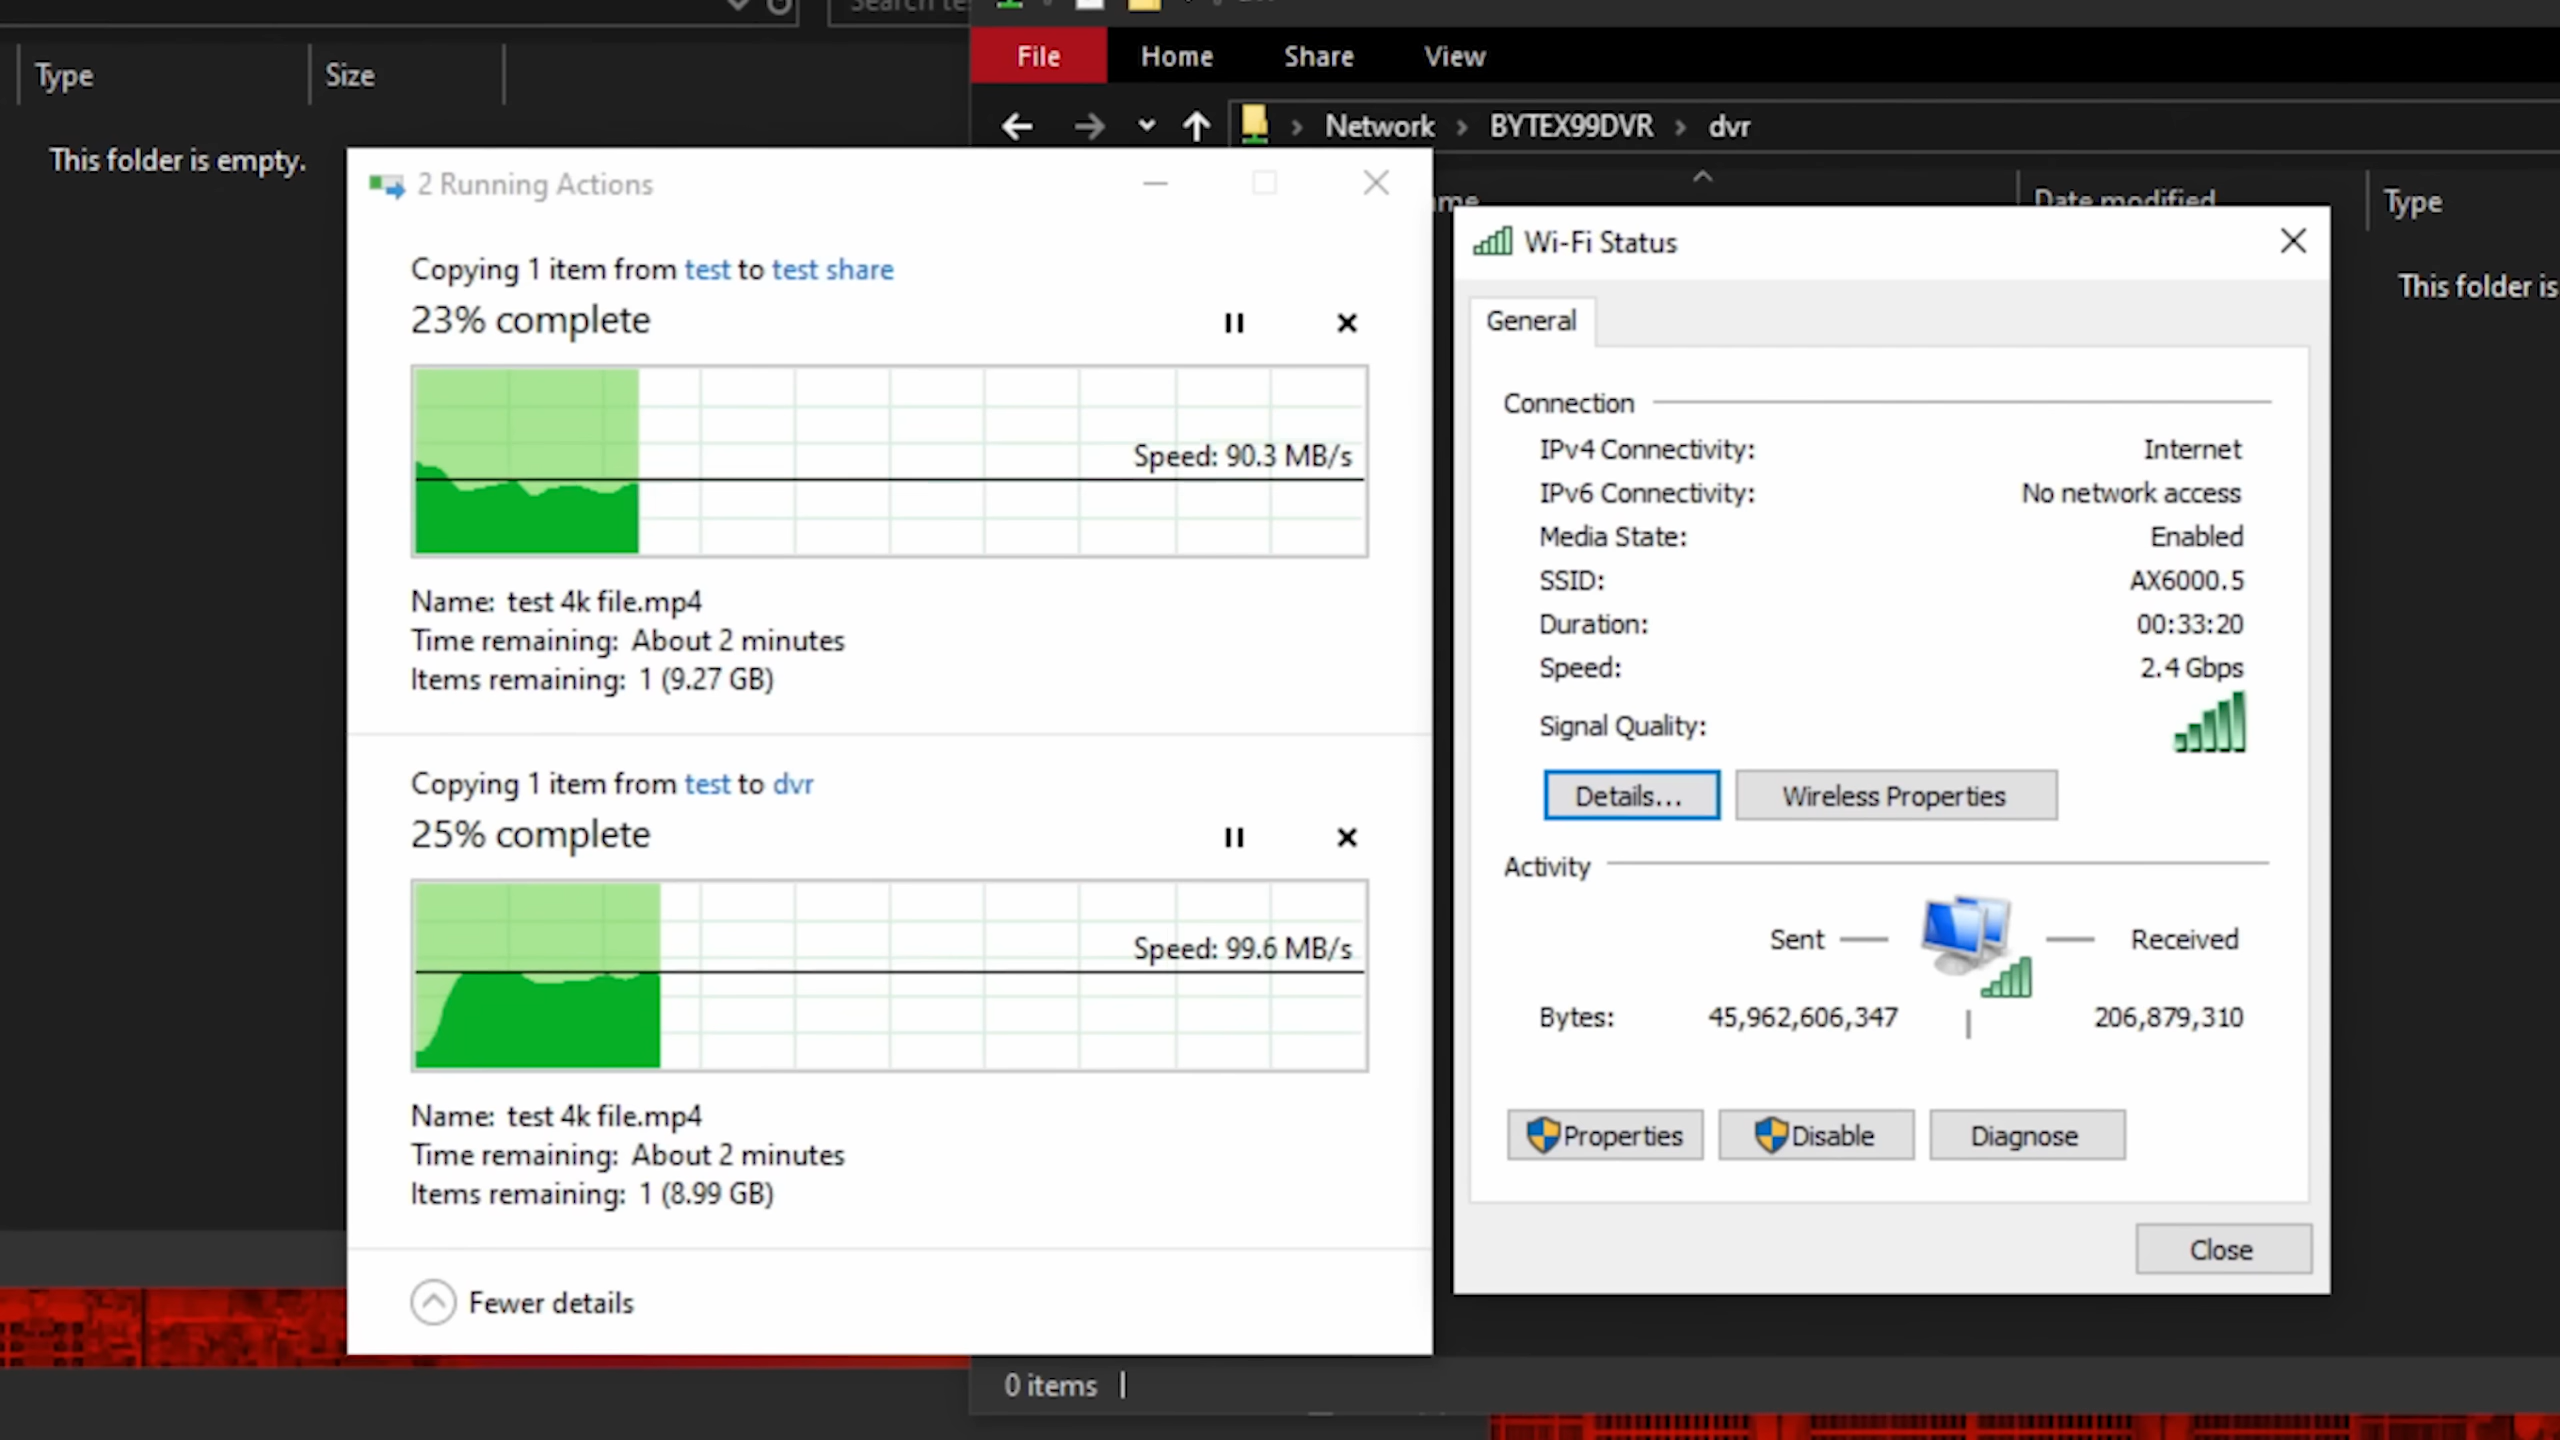 Search te
Type
Size
This folder is empty.
File
Home
Share
View
Network
BYTEX99DVR
dvr
Date modified
Type
This folder is
2 Running Actions
Copying 1 item from test to test share
23% complete
Speed: 90.3 MB/s
Name: test 4k file.mp4
Time remaining: About 2 minutes
Items remaining: 1 (9.27 GB)
Copying 1 item from test to dvr
25% complete
Speed: 99.6 MB/s
Name: test 4k file.mp4
Time remaining: About 2 minutes
Items remaining: 1 (8.99 GB)
Fewer details
0 items
Wi-Fi Status
General
Connection
IPv4 Connectivity: Internet
IPv6 Connectivity: No network access
Media State: Enabled
SSID: AX6000.5
Duration: 00:33:20
Speed: 2.4 Gbps
Signal Quality:
Details...
Wireless Properties
Activity
Sent
Received
Bytes: 45,962,606,347 206,879,310
Properties
Disable
Diagnose
Close